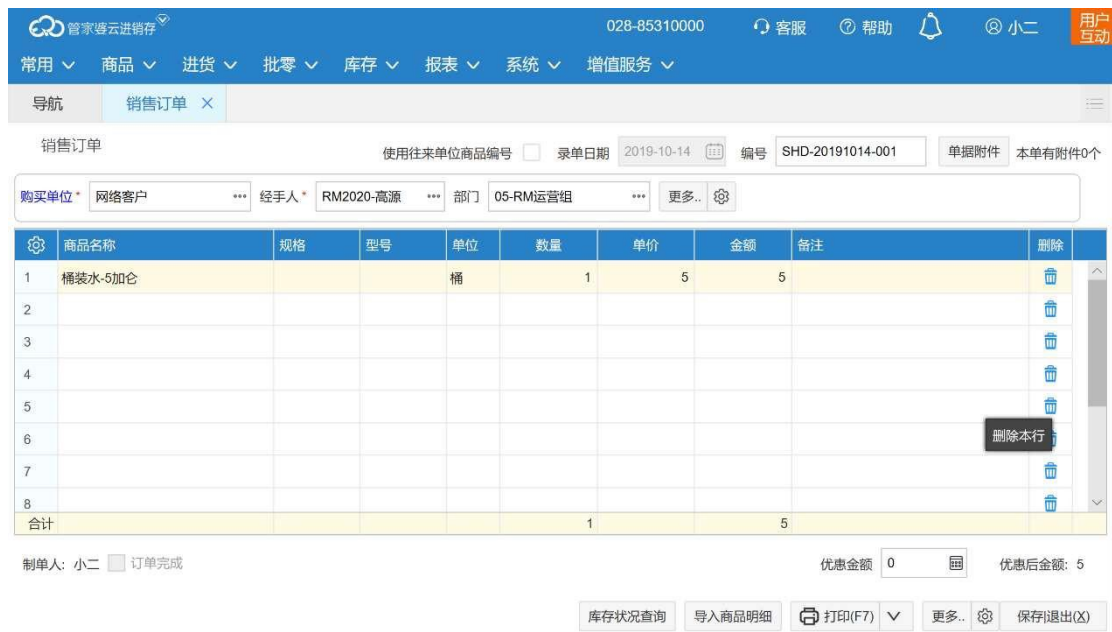 管家婆云进销存 028-85310000 客服 帮助 小二 用户互动
常用 商品 进货 批零 库存 报表 系统 增值服务
导航 销售订单 ×
销售订单 使用往来单位商品编号 录单日期 2019-10-14 编号 SHD-20191014-001 单据附件 本单有附件0个
购买单位* 网络客户 ••• 经手人* RM2020-高源 ••• 部门 05-RM运营组 ••• 更多..
商品名称 规格 型号 单位 数量 单价 金额 备注 删除
1 桶装水-5加仑 桶 1 5 5
2
3
4
5
6 删除本行
7
8
合计 1 5
制单人: 小二 订单完成 优惠金额 0 优惠后金额: 5
库存状况查询 导入商品明细 打印(F7) 更多.. 保存|退出(X)